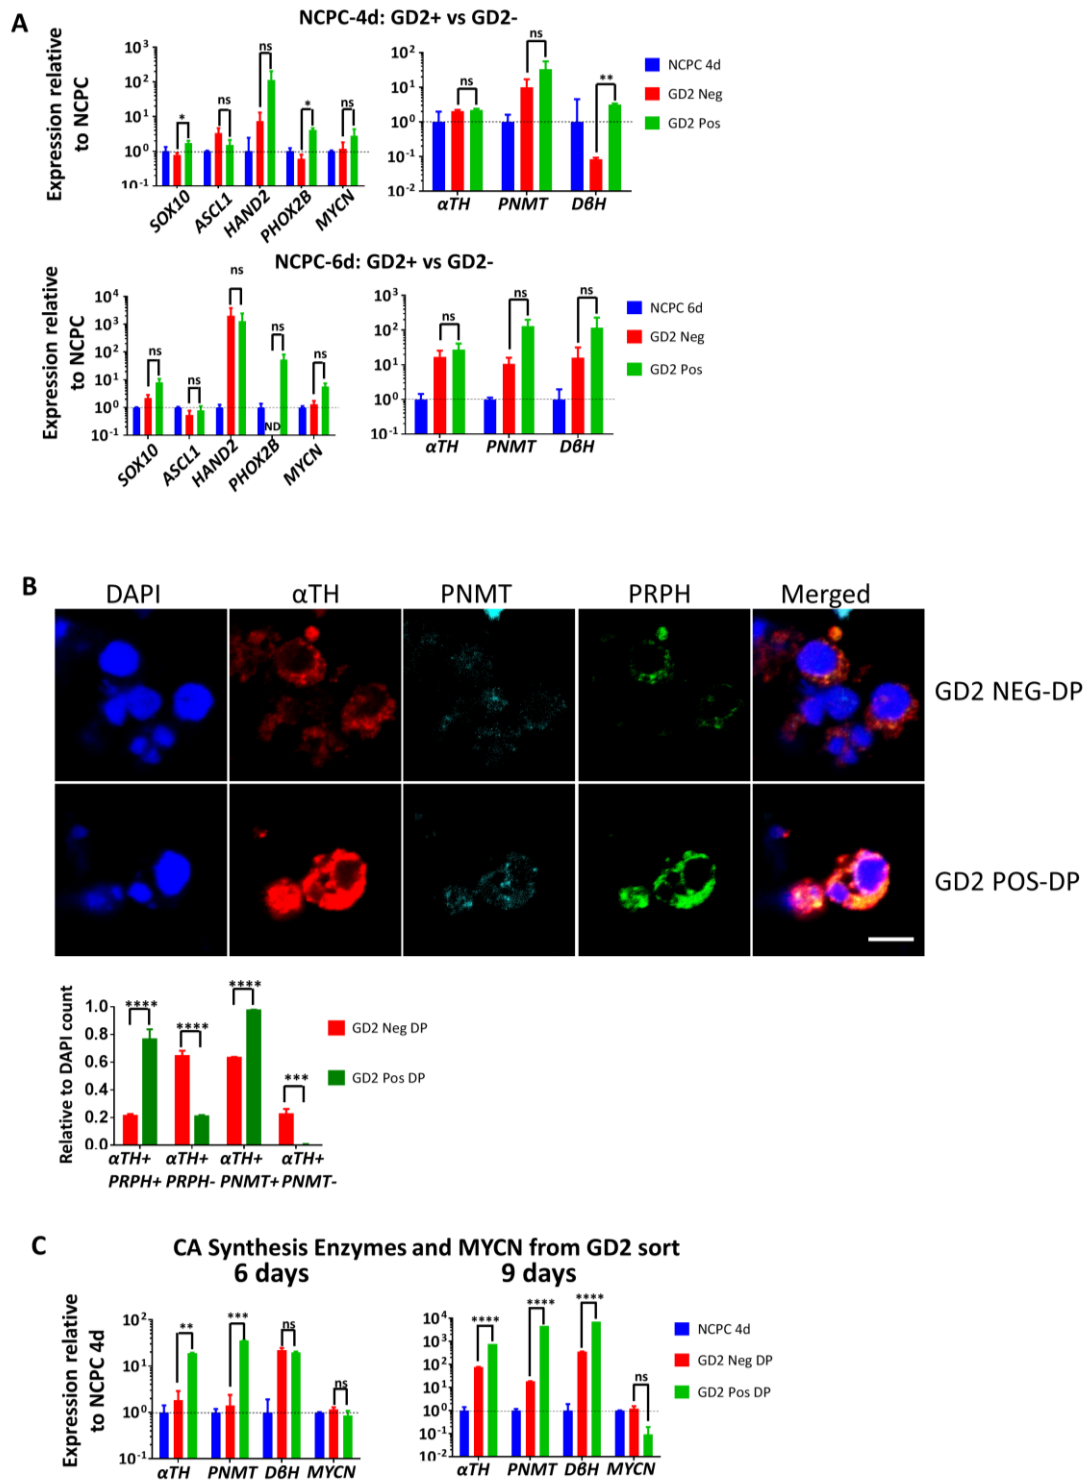 A
NCPC-4d: GD2+ vs GD2-
Expression relative
to NCPC
10³
10²
10¹
10⁰
10⁻¹
*
ns
ns
*
ns
SOX10
ASCL1
HAND2
PHOX2B
MYCN
10²
10¹
10⁰
10⁻¹
10⁻²
ns
ns
**
αTH
PNMT
DβH
NCPC 4d
GD2 Neg
GD2 Pos
NCPC-6d: GD2+ vs GD2-
Expression relative
to NCPC
10⁴
10³
10²
10¹
10⁰
10⁻¹
ns
ns
ns
ns
ns
ND
SOX10
ASCL1
HAND2
PHOX2B
MYCN
10³
10²
10¹
10⁰
10⁻¹
ns
ns
ns
αTH
PNMT
DβH
NCPC 6d
GD2 Neg
GD2 Pos
B
DAPI αTH PNMT PRPH Merged
GD2 NEG-DP
GD2 POS-DP
Relative to DAPI count
1.0
0.8
0.6
0.4
0.2
0.0
****
****
****
***
αTH+ αTH+ αTH+ αTH+
PRPH+ PRPH- PNMT+ PNMT-
GD2 Neg DP
GD2 Pos DP
C
CA Synthesis Enzymes and MYCN from GD2 sort
6 days 9 days
Expression relative
to NCPC 4d
10²
10¹
10⁰
10⁻¹
**
***
ns
ns
αTH PNMT DβH MYCN
10⁴
10³
10²
10¹
10⁰
10⁻¹
10⁻²
****
****
****
ns
αTH PNMT DβH MYCN
NCPC 4d
GD2 Neg DP
GD2 Pos DP